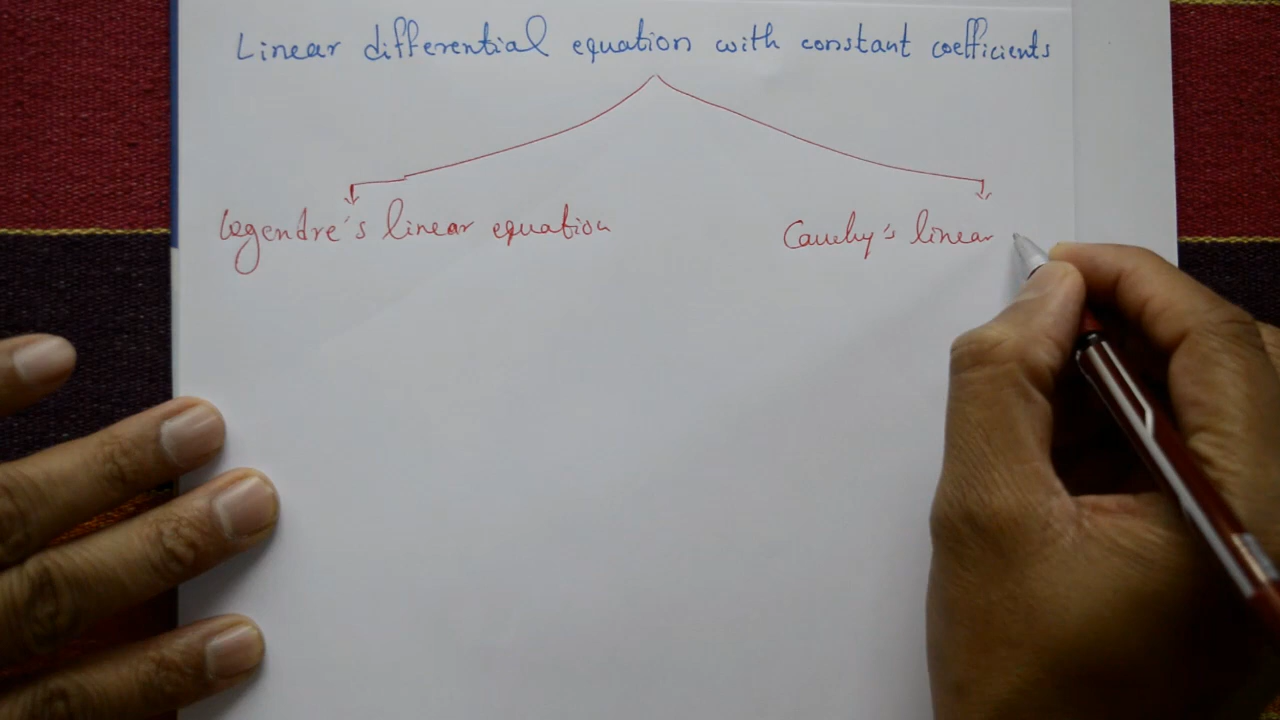 Linear differential equation with constant coefficients
Legendre's linear equation
Cauchy's linear